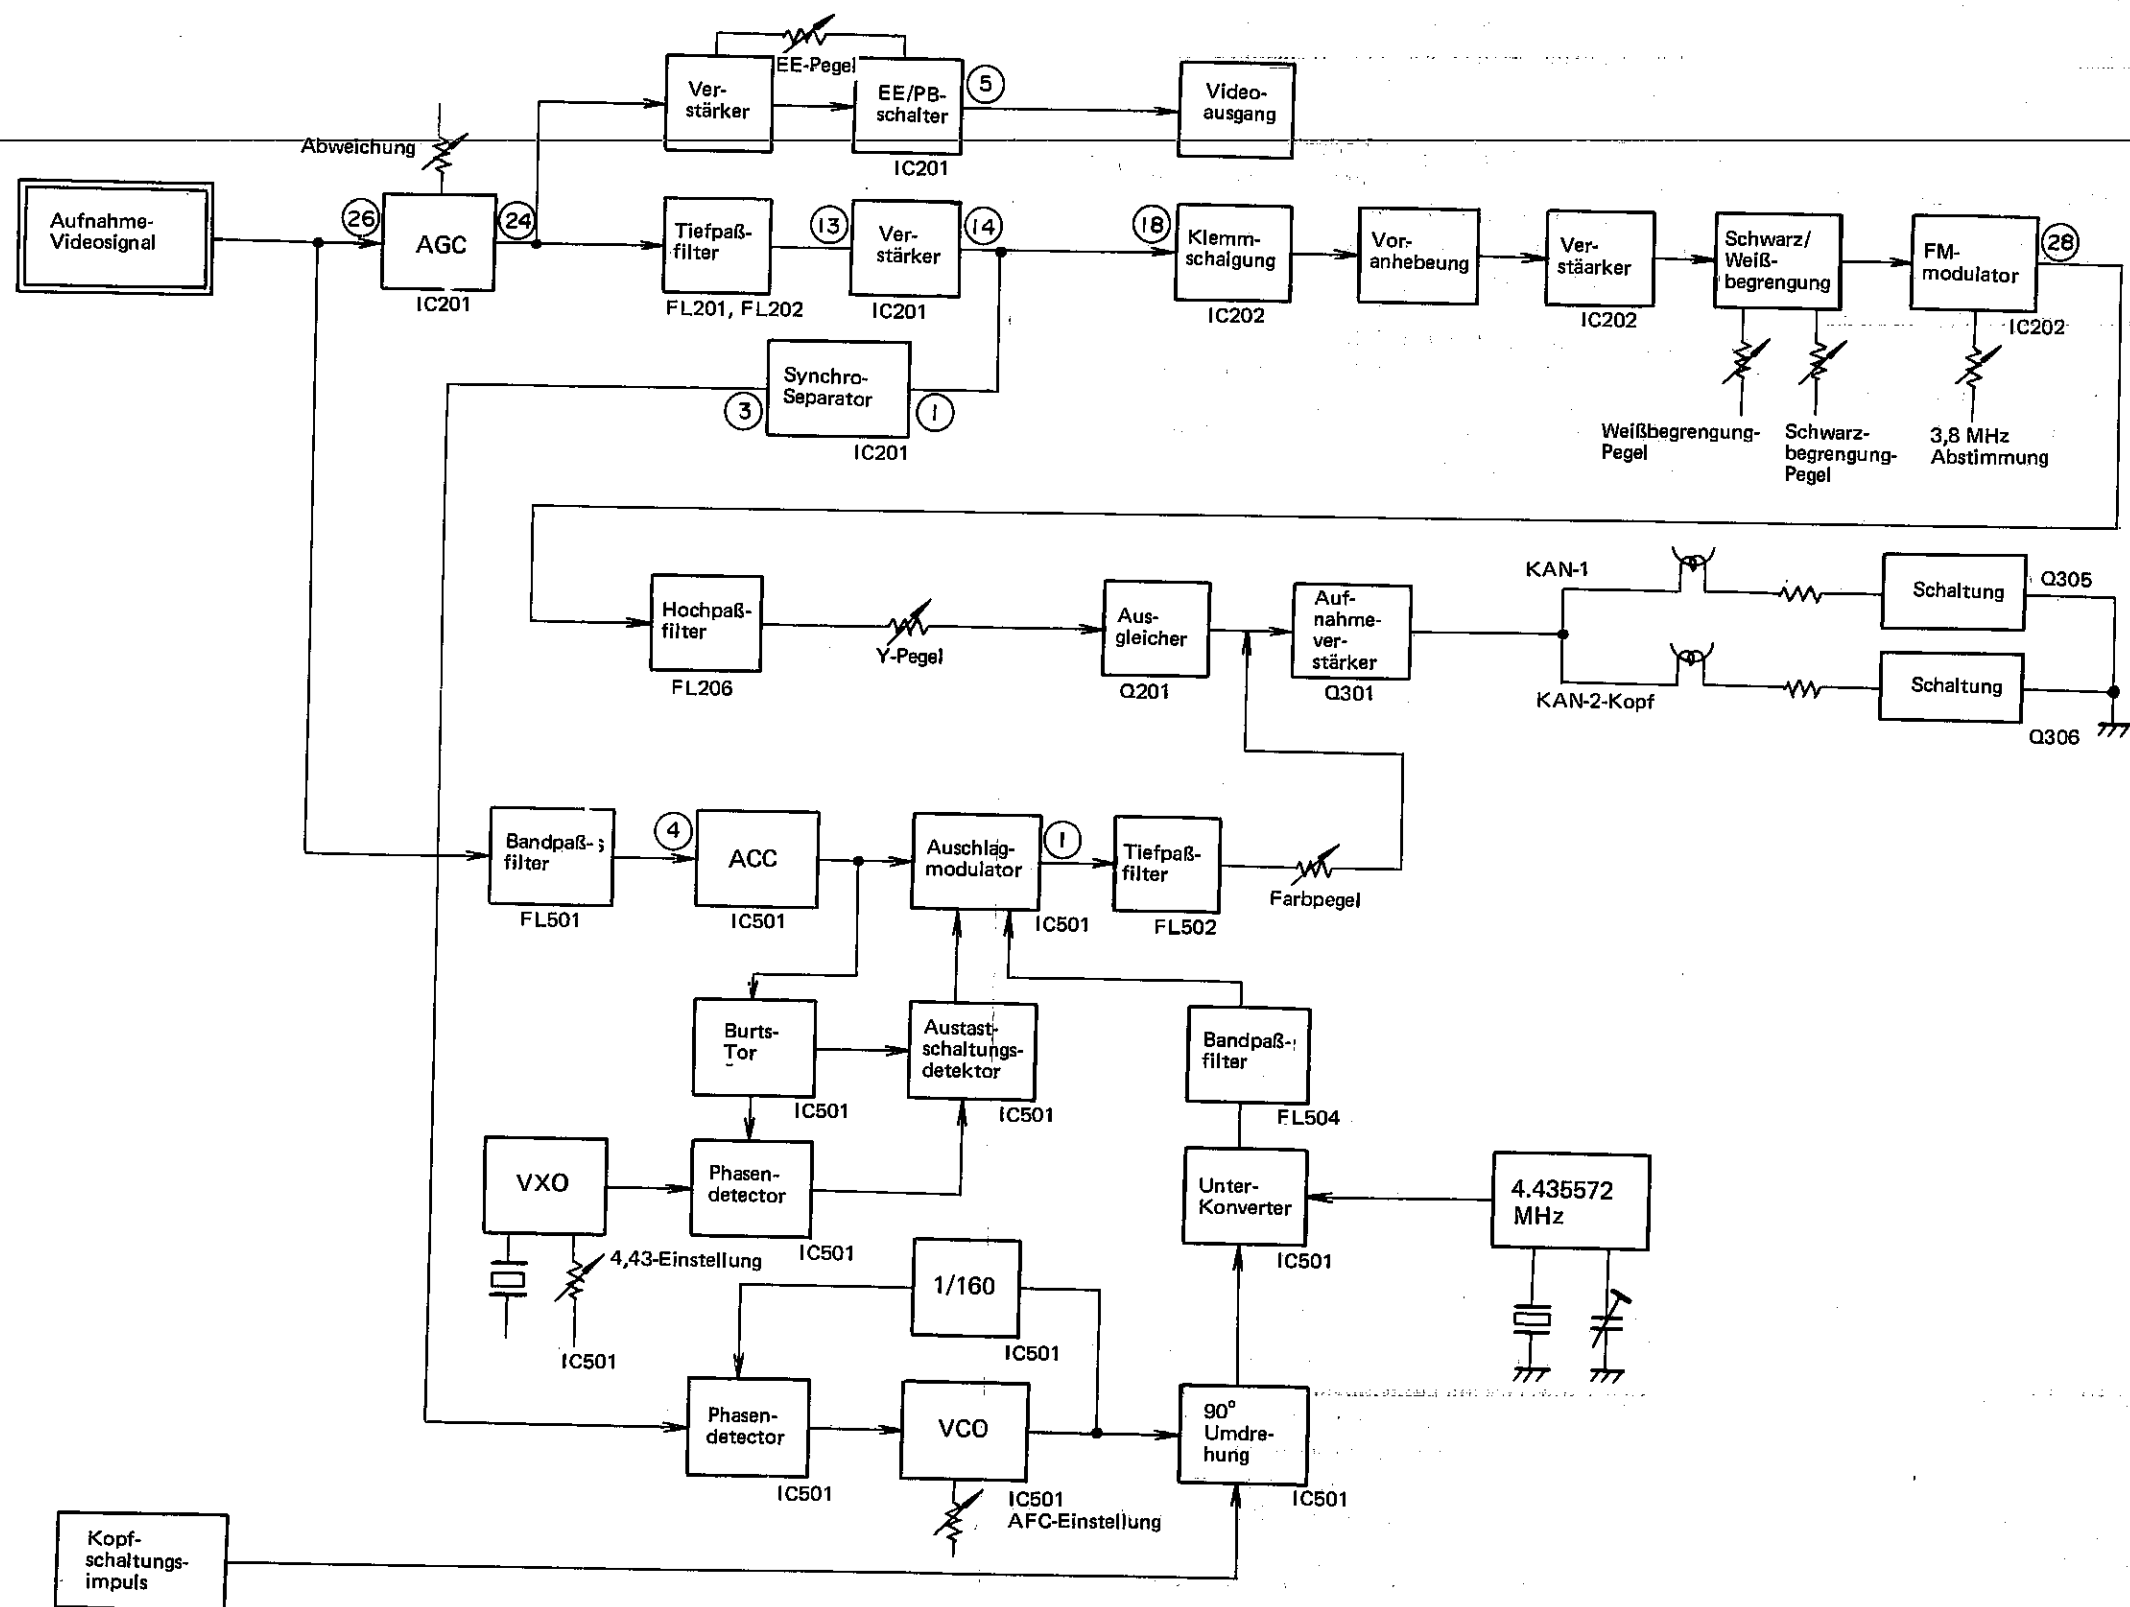 EE-Pegel
Ver-
stärker
EE/PB-
schalter
5
Video-
ausgang
IC201
Abweichung
Aufnahme-
Videosignal
26
AGC
24
IC201
Tiefpaß-
filter
FL201, FL202
13
Ver-
stärker
14
IC201
18
Klemm-
schalgung
IC202
Vor-
anhebeung
Ver-
stäarker
IC202
Schwarz/
Weiß-
begrengung
FM-
modulator
28
IC202
Weißbegrengung-
Pegel
Schwarz-
begrengung-
Pegel
3,8 MHz
Abstimmung
Synchro-
Separator
3
1
IC201
Hochpaß-
filter
FL206
Y-Pegel
Aus-
gleicher
Q201
Auf-
nahme-
ver-
stärker
Q301
KAN-1
KAN-2-Kopf
Schaltung
Q305
Schaltung
Q306
Bandpaß-
filter
FL501
4
ACC
IC501
Auschlag-
modulator
1
IC501
Tiefpaß-
filter
FL502
Farbpegel
Burts-
Tor
IC501
Austast-
schaltungs-
detektor
IC501
Bandpaß-
filter
FL504
VXO
4,43-Einstellung
IC501
Phasen-
detector
IC501
Unter-
Konverter
IC501
4.435572
MHz
1/160
IC501
Phasen-
detector
IC501
VCO
IC501
AFC-Einstellung
90°
Umdre-
hung
IC501
Kopf-
schaltungs-
impuls